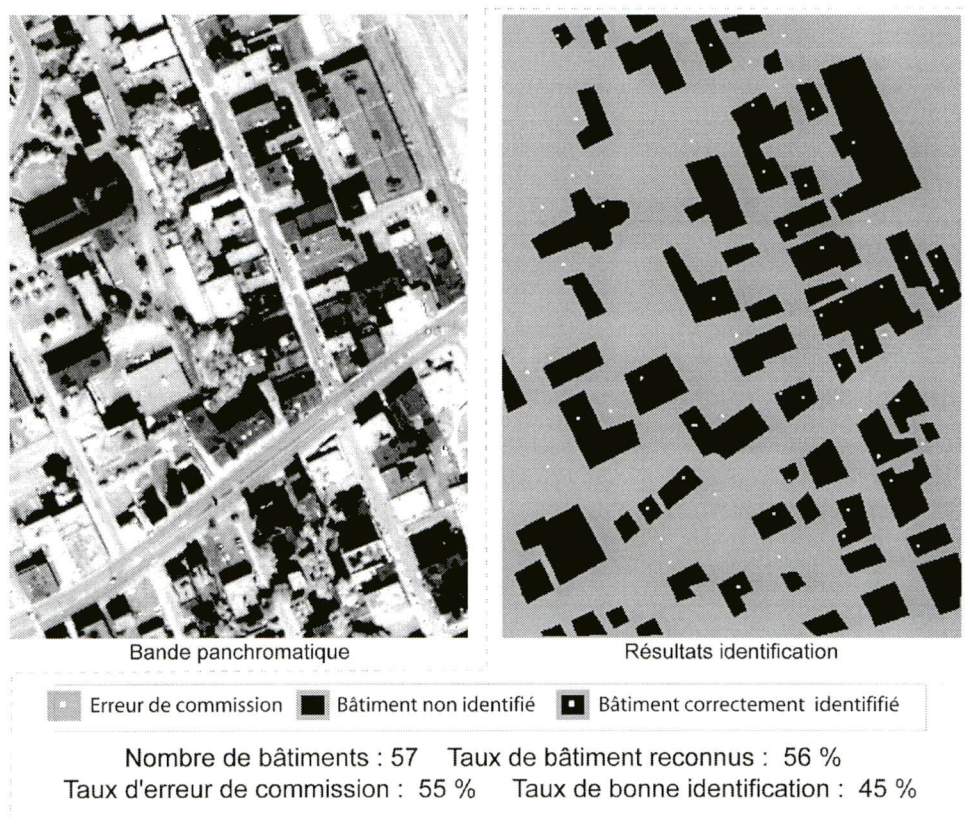 Bande panchromatique
Résultats identification
Erreur de commission Bâtiment non identifié Bâtiment correctement identififié
Nombre de bâtiments : 57 Taux de bâtiment reconnus : 56 %
Taux d'erreur de commission : 55 % Taux de bonne identification : 45 %